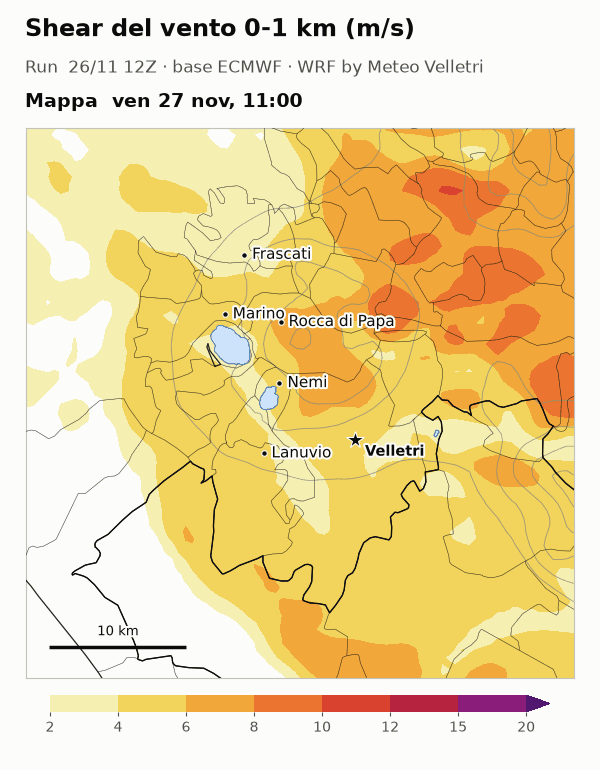 Shear del vento 0-1 km (m/s)
Run  26/11 12Z · base ECMWF · WRF by Meteo Velletri
Mappa  ven 27 nov, 11:00
Frascati
Marino
Rocca di Papa
Nemi
Velletri
Lanuvio
10 km
2 4 6 8 10 12 15 20